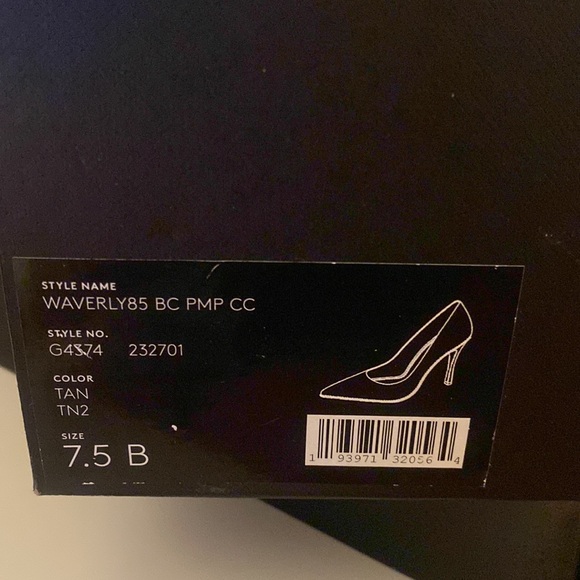 STYLE NAME
WAVERLY85 BC PMP CC
STYLE NO.
G4374 232701
COLOR
TAN
TN2
SIZE
7.5 B
1 93971 32056 4